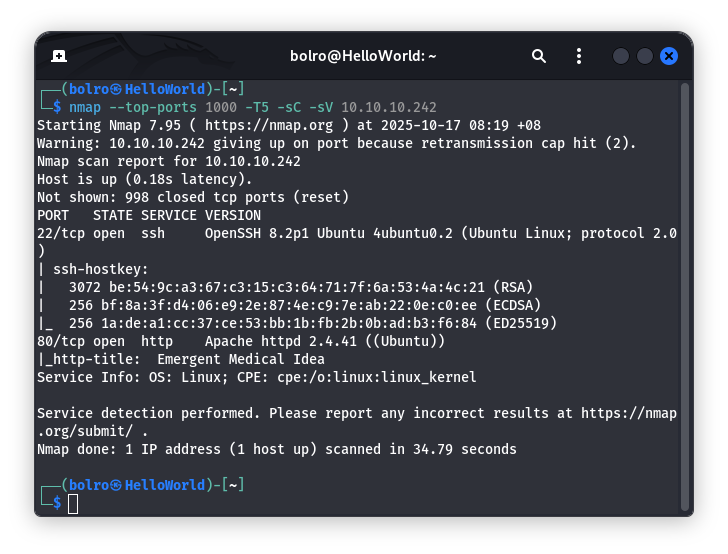 bolro@HelloWorld: ~
┌──(bolro㉿HelloWorld)-[~]
└─$ nmap --top-ports 1000 -T5 -sC -sV 10.10.10.242
Starting Nmap 7.95 ( https://nmap.org ) at 2025-10-17 08:19 +08
Warning: 10.10.10.242 giving up on port because retransmission cap hit (2).
Nmap scan report for 10.10.10.242
Host is up (0.18s latency).
Not shown: 998 closed tcp ports (reset)
PORT   STATE SERVICE VERSION
22/tcp open  ssh     OpenSSH 8.2p1 Ubuntu 4ubuntu0.2 (Ubuntu Linux; protocol 2.0
)
| ssh-hostkey:
|   3072 be:54:9c:a3:67:c3:15:c3:64:71:7f:6a:53:4a:4c:21 (RSA)
|   256 bf:8a:3f:d4:06:e9:2e:87:4e:c9:7e:ab:22:0e:c0:ee (ECDSA)
|_  256 1a:de:a1:cc:37:ce:53:bb:1b:fb:2b:0b:ad:b3:f6:84 (ED25519)
80/tcp open  http    Apache httpd 2.4.41 ((Ubuntu))
|_http-title:  Emergent Medical Idea
Service Info: OS: Linux; CPE: cpe:/o:linux:linux_kernel

Service detection performed. Please report any incorrect results at https://nmap
.org/submit/ .
Nmap done: 1 IP address (1 host up) scanned in 34.79 seconds

┌──(bolro㉿HelloWorld)-[~]
└─$